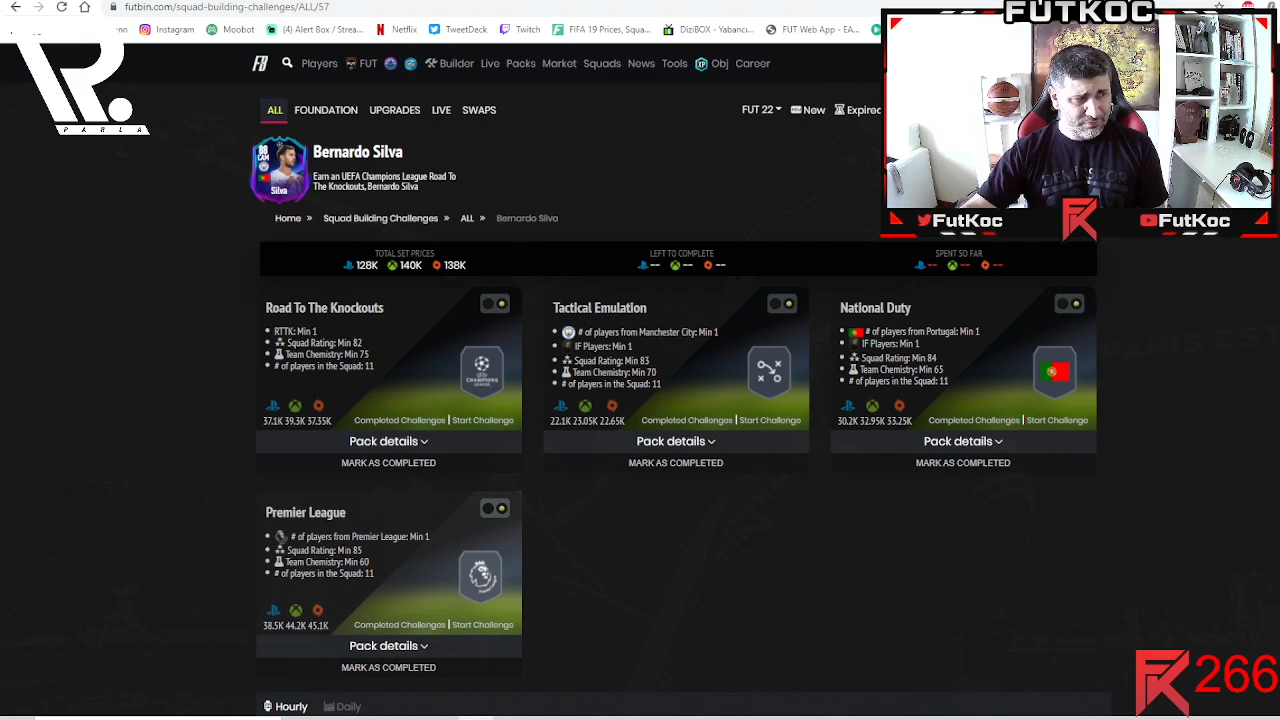 futbin.com/squad-building-challenges/ALL/57
FUTKOC
Instagram Moobot (4) Alert Box / Strea... Netflix TweetDeck Twitch FIFA 19 Prices, Squa... DiziBOX - Yabancı... FUT Web App - EA...
PARLA
Players FUT Builder Live Packs Market Squads News Tools Obj Career
ALL FOUNDATION UPGRADES LIVE SWAPS FUT 22 New Expired
88
CAM
Silva
Bernardo Silva
Earn an UEFA Champions League Road To
The Knockouts, Bernardo Silva
Home » Squad Building Challenges » ALL » Bernardo Silva
FutKoc FutKoc
TOTAL SET PRICES
128K 140K 138K
LEFT TO COMPLETE
-- -- --
SPENT SO FAR
-- -- --
Road To The Knockouts
RTTK: Min 1
Squad Rating: Min 82
Team Chemistry: Min 75
# of players in the Squad: 11
CHAMPIONS
LEAGUE
37.1K 39.3K 37.35K
Completed Challenges | Start Challenge
Pack details
MARK AS COMPLETED
Tactical Emulation
# of players from Manchester City: Min 1
IF Players: Min 1
Squad Rating: Min 83
Team Chemistry: Min 70
# of players in the Squad: 11
22.1K 23.05K 22.65K
Completed Challenges | Start Challenge
Pack details
MARK AS COMPLETED
National Duty
# of players from Portugal: Min 1
IF Players: Min 1
Squad Rating: Min 84
Team Chemistry: Min 65
# of players in the Squad: 11
30.2K 32.95K 33.25K
Completed Challenges | Start Challenge
Pack details
MARK AS COMPLETED
Premier League
# of players from Premier League: Min 1
Squad Rating: Min 85
Team Chemistry: Min 60
# of players in the Squad: 11
38.5K 44.2K 45.1K
Completed Challenges | Start Challenge
Pack details
MARK AS COMPLETED
Hourly Daily
266